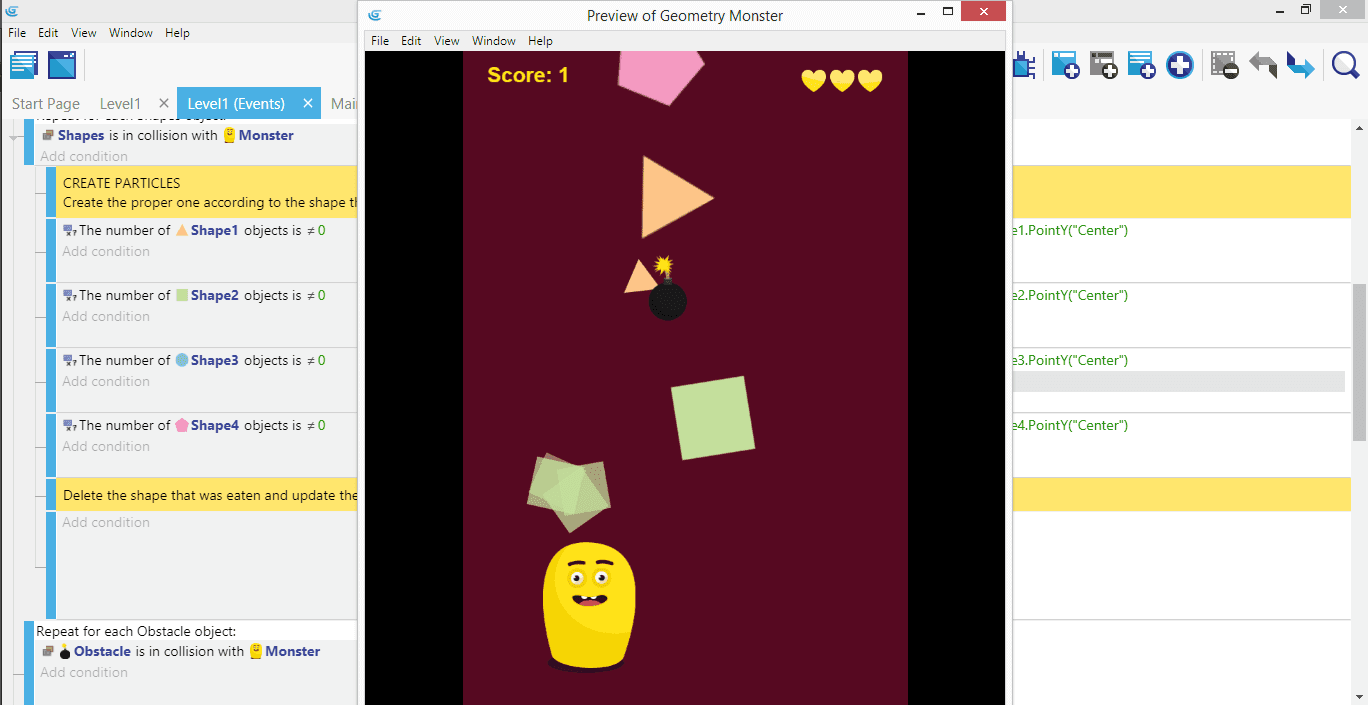 Preview of Geometry Monster
File Edit View Window Help
File Edit View Window Help
Score: 1
Start Page Level1 × Level1 (Events) ×
Repeat for each Shapes object:
Shapes is in collision with Monster
Add condition
CREATE PARTICLES
Create the proper one according to the shape
The number of Shape1 objects is ≠ 0
e1.PointY("Center")
Add condition
The number of Shape2 objects is ≠ 0
e2.PointY("Center")
Add condition
The number of Shape3 objects is ≠ 0
e3.PointY("Center")
Add condition
The number of Shape4 objects is ≠ 0
e4.PointY("Center")
Add condition
Delete the shape that was eaten and update the
Add condition
Repeat for each Obstacle object:
Obstacle is in collision with Monster
Add condition